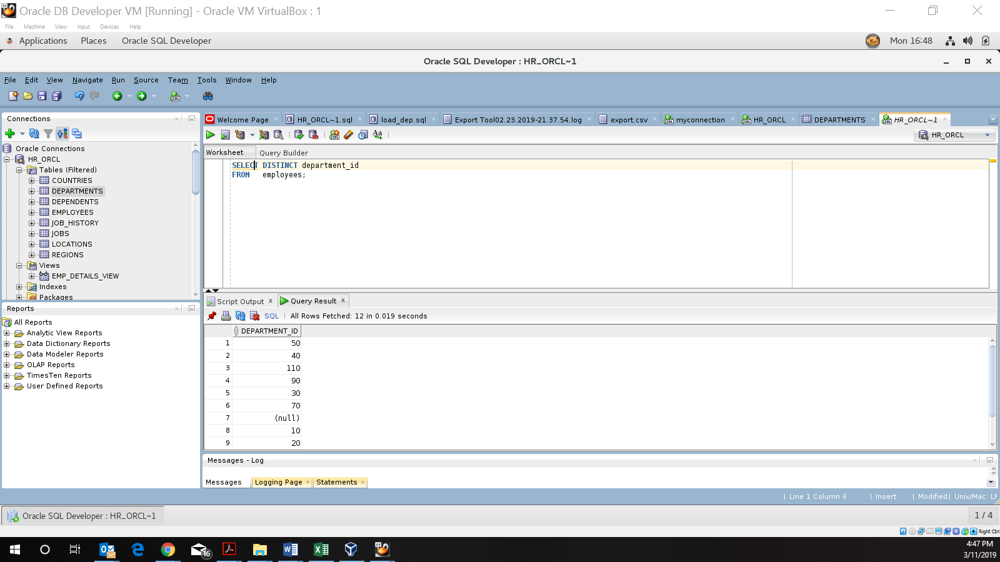 Oracle DB Developer VM [Running] - Oracle VM VirtualBox : 1
File Machine View Input Devices Help
Applications Places Oracle SQL Developer Mon 16:48
Oracle SQL Developer : HR_ORCL~1
File Edit View Navigate Run Source Team Tools Window Help
Connections
Welcome Page HR_ORCL~1.sql load_dep.sql Export Tool02.23.2019-21.37.54.log export.csv myconnection HR_ORCL DEPARTMENTS HR_ORCL~1
HR_ORCL
Oracle Connections
HR_ORCL
Tables (Filtered)
COUNTRIES
DEPARTMENTS
DEPENDENTS
EMPLOYEES
JOB_HISTORY
JOBS
LOCATIONS
REGIONS
Views
EMP_DETAILS_VIEW
Indexes
Packages
Worksheet Query Builder
SELECT DISTINCT department_id
FROM employees;
Reports
All Reports
Analytic View Reports
Data Dictionary Reports
Data Modeler Reports
OLAP Reports
TimesTen Reports
User Defined Reports
Script Output x Query Result x
SQL | All Rows Fetched: 12 in 0.019 seconds
DEPARTMENT_ID
1 50
2 40
3 110
4 90
5 30
6 70
7 (null)
8 10
9 20
Messages - Log
Messages Logging Page Statements
| Line 1 Column 6 | Insert | Modified | Unix/Mac: LF
Oracle SQL Developer : HR_ORCL~1 1 / 4
Right Ctrl
16
4:47 PM
3/11/2019